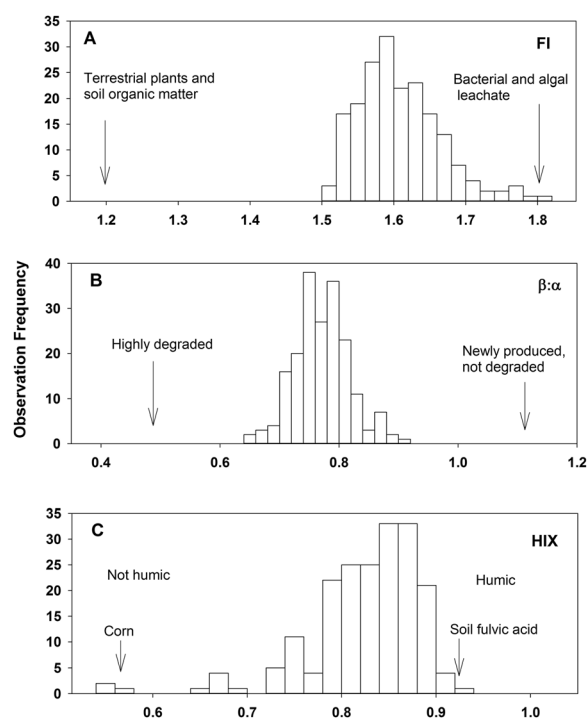 35
30
25
20
15
10
5
0
A
FI
Terrestrial plants and
soil organic matter
Bacterial and algal
leachate
1.2 1.3 1.4 1.5 1.6 1.7 1.8
Observation Frequency
40
30
20
10
0
B
β:α
Highly degraded
Newly produced,
not degraded
0.4 0.6 0.8 1.0 1.2
35
30
25
20
15
10
5
0
C
HIX
Not humic
Humic
Corn
Soil fulvic acid
0.6 0.7 0.8 0.9 1.0